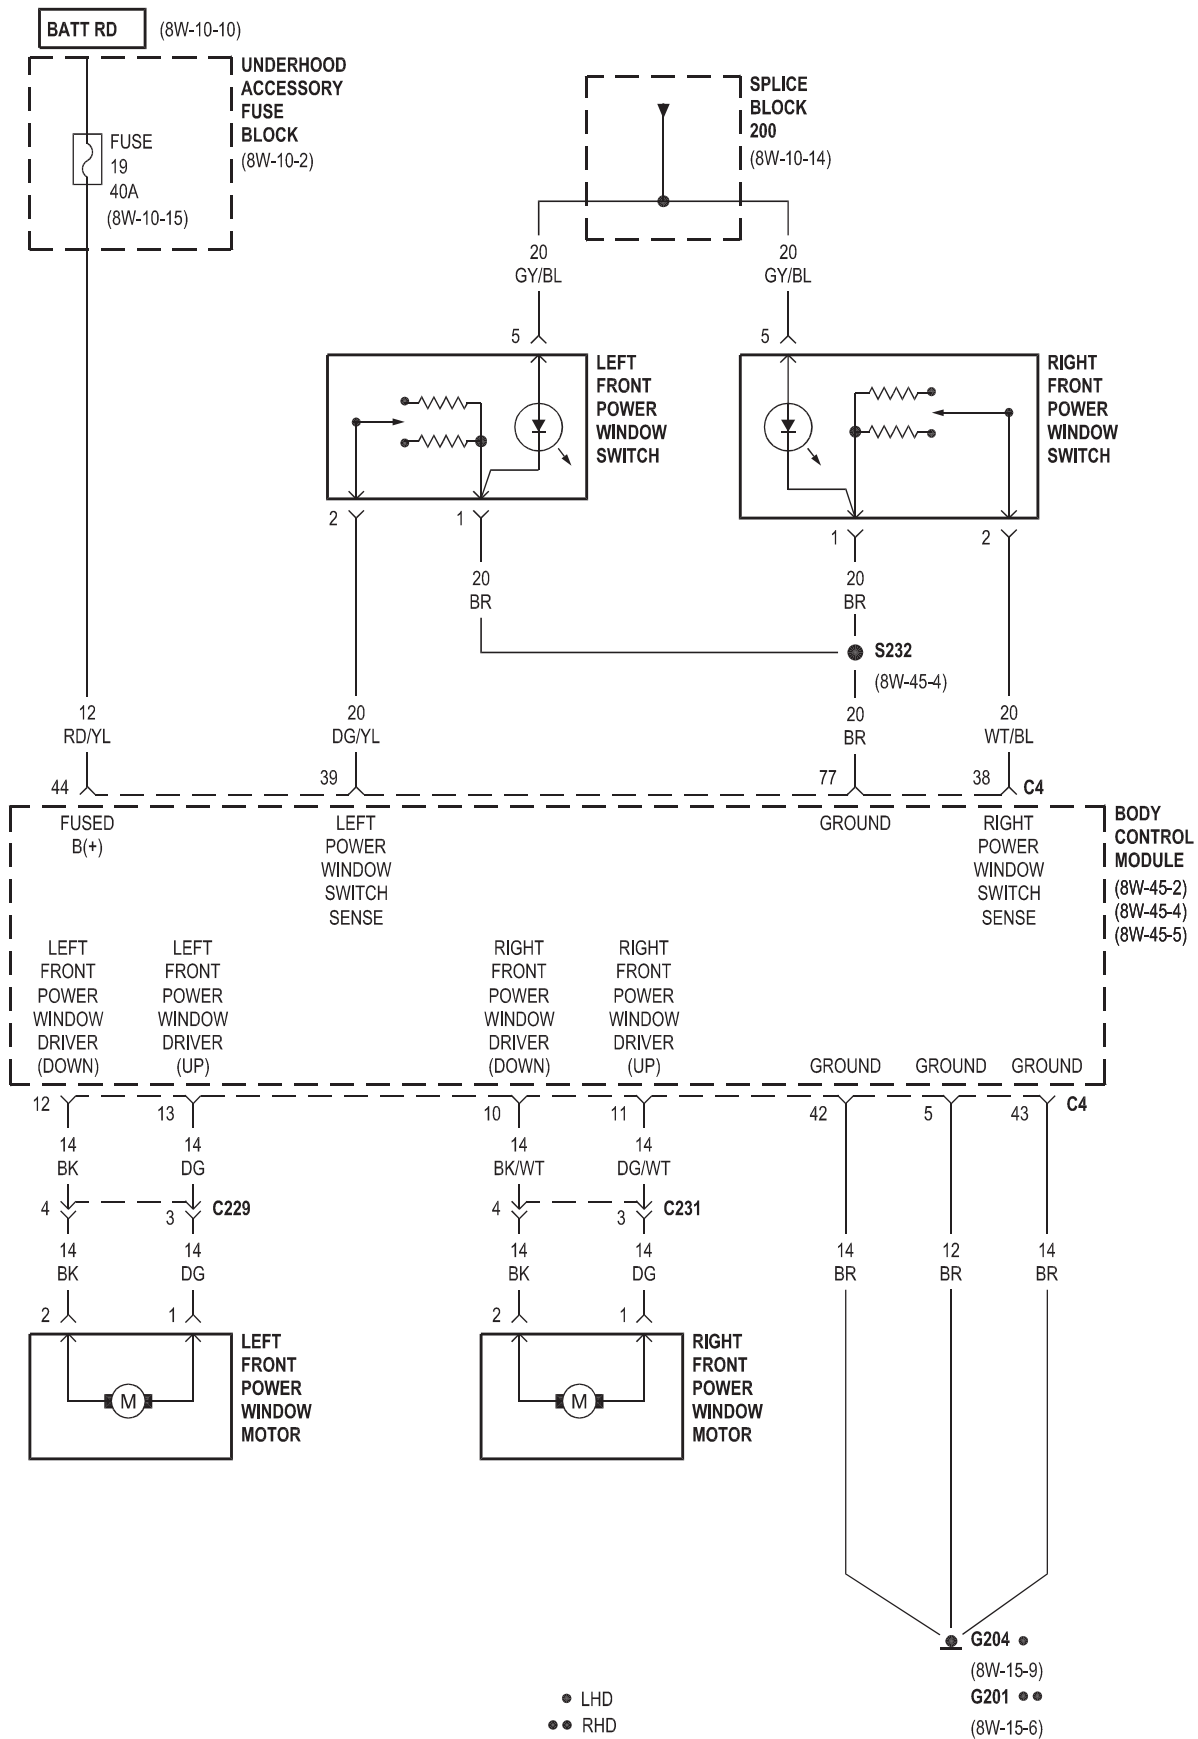 BATT RD (8W-10-10)
UNDERHOOD
ACCESSORY
FUSE
BLOCK
(8W-10-2)
FUSE
19
40A
(8W-10-15)
SPLICE
BLOCK
200
(8W-10-14)
20
GY/BL
20
GY/BL
5
5
LEFT
FRONT
POWER
WINDOW
SWITCH
RIGHT
FRONT
POWER
WINDOW
SWITCH
2
1
1
2
20
BR
20
BR
S232
(8W-45-4)
12
RD/YL
20
DG/YL
20
BR
20
WT/BL
44
39
77
38
C4
FUSED
B(+)
LEFT
POWER
WINDOW
SWITCH
SENSE
GROUND
RIGHT
POWER
WINDOW
SWITCH
SENSE
BODY
CONTROL
MODULE
(8W-45-2)
(8W-45-4)
(8W-45-5)
LEFT
FRONT
POWER
WINDOW
DRIVER
(DOWN)
LEFT
FRONT
POWER
WINDOW
DRIVER
(UP)
RIGHT
FRONT
POWER
WINDOW
DRIVER
(DOWN)
RIGHT
FRONT
POWER
WINDOW
DRIVER
(UP)
GROUND
GROUND
GROUND
12
13
10
11
42
5
43
C4
14
BK
14
DG
14
BK/WT
14
DG/WT
4
3
C229
4
3
C231
14
BK
14
DG
14
BK
14
DG
14
BR
12
BR
14
BR
2
1
2
1
LEFT
FRONT
POWER
WINDOW
MOTOR
M
RIGHT
FRONT
POWER
WINDOW
MOTOR
M
G204 •
(8W-15-9)
G201 ••
(8W-15-6)
• LHD
•• RHD